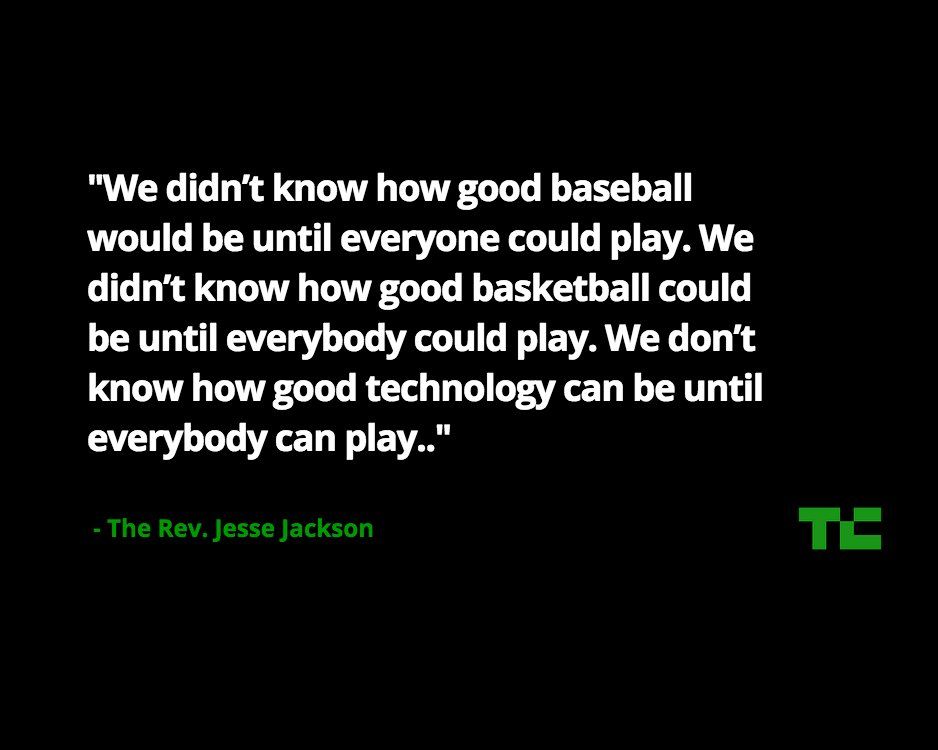 "We didn’t know how good baseball
would be until everyone could play. We
didn’t know how good basketball could
be until everybody could play. We don’t
know how good technology can be until
everybody can play.."
- The Rev. Jesse Jackson
TC